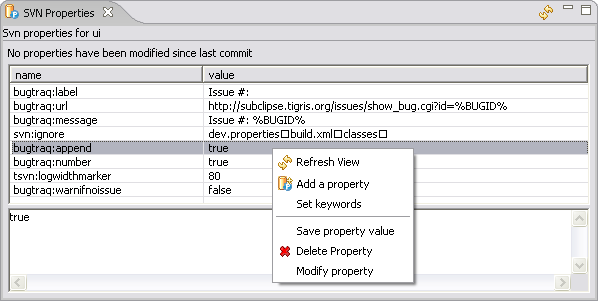 SVN Properties
Svn properties for ui
No properties have been modified since last commit
name value
bugtraq:label Issue #:
bugtraq:url http://subclipse.tigris.org/issues/show_bug.cgi?id=%BUGID%
bugtraq:message Issue #: %BUGID%
svn:ignore dev.properties□build.xml□classes□
bugtraq:append true
bugtraq:number true
tsvn:logwidthmarker 80
bugtraq:warnifnoissue false
true
Refresh View
Add a property
Set keywords
Save property value
Delete Property
Modify property